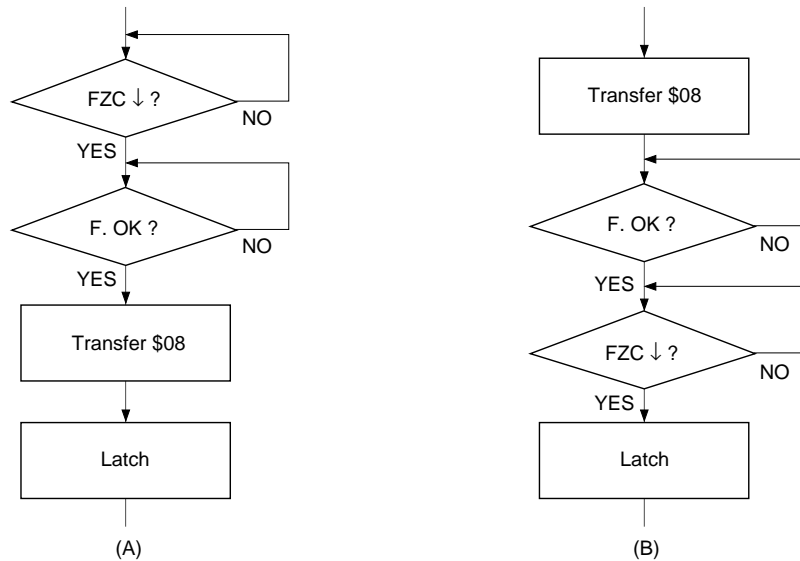 FZC ↓ ?
NO
YES
F. OK ?
NO
YES
Transfer $08
Latch
(A)
Transfer $08
F. OK ?
NO
YES
FZC ↓ ?
NO
YES
Latch
(B)